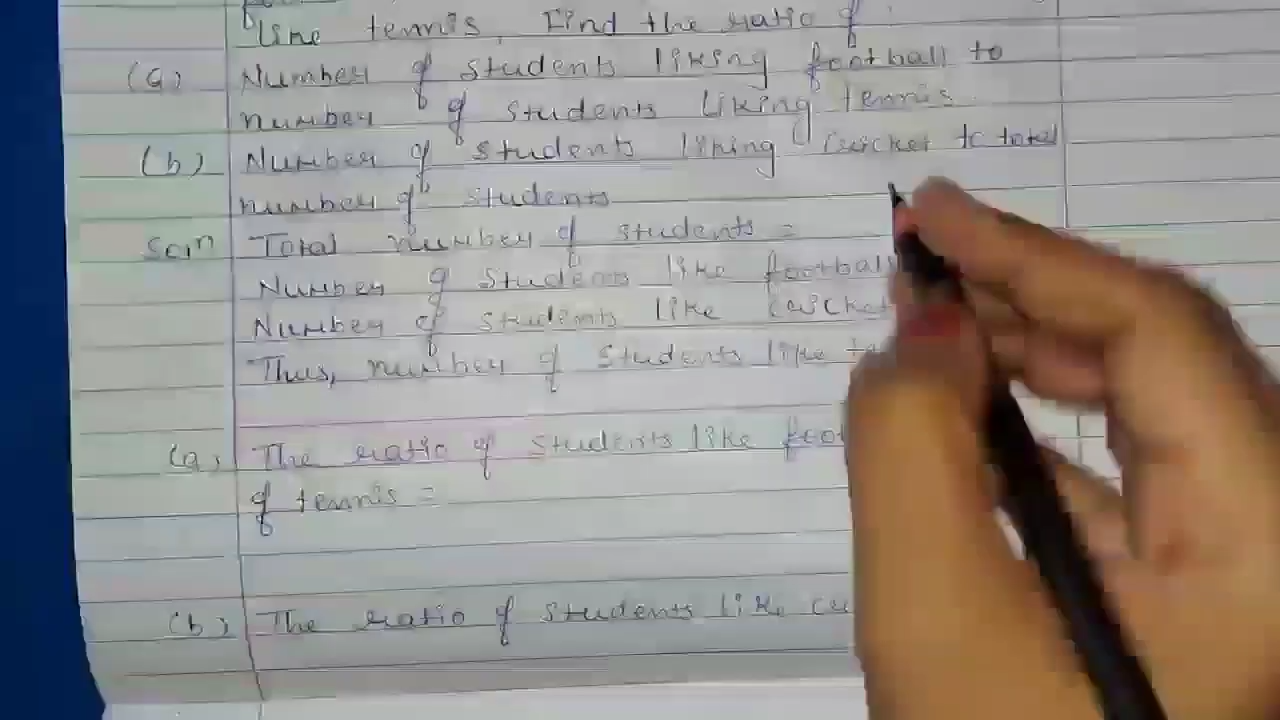 like tennis. Find the ratio of
(a) Number of students liking football to
number of students liking tennis.
(b) Number of students liking cricket to total
number of students
Solⁿ Total number of students =
Number of students like football
Number of students like cricket
Thus, number of students like
(a) The ratio of students like
of tennis =
(b) The ratio of students like